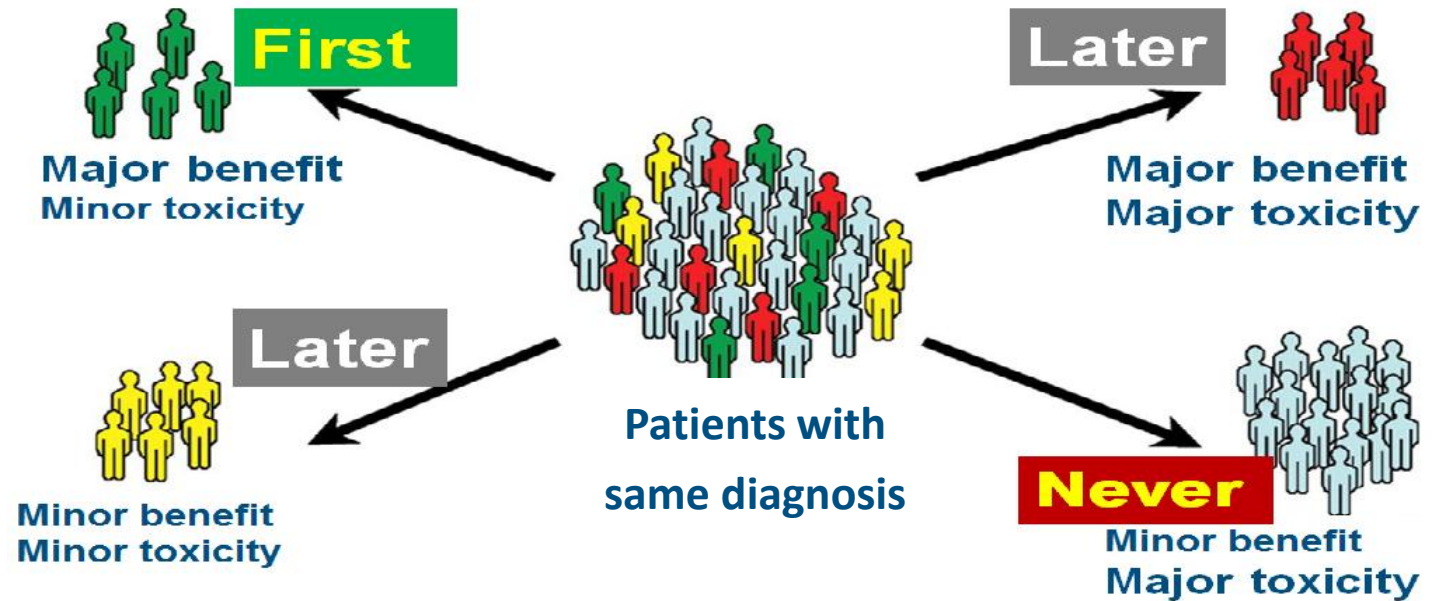 First
Major benefit
Minor toxicity
Later
Major benefit
Major toxicity
Later
Minor benefit
Minor toxicity
Patients with
same diagnosis
Never
Minor benefit
Major toxicity